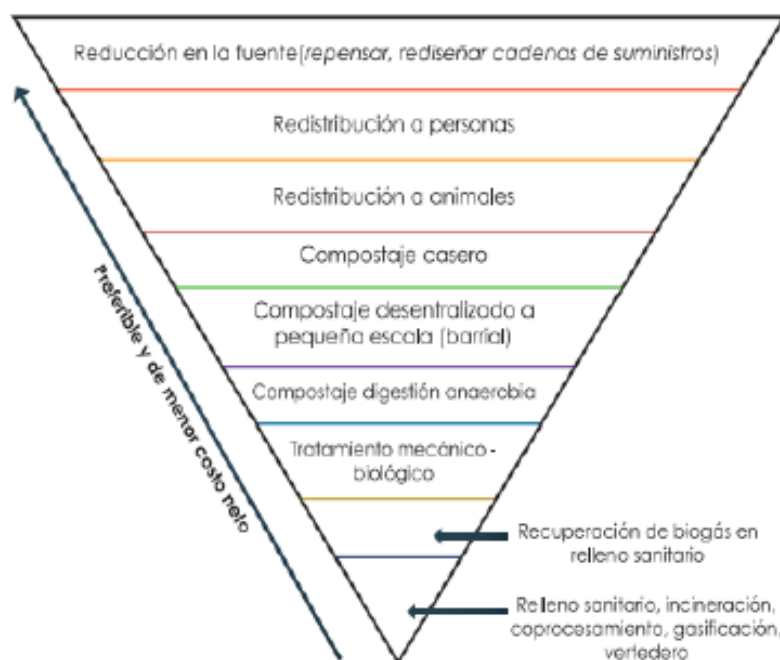 Reducción en la fuente(repensar, rediseñar cadenas de suministros)
Redistribución a personas
Redistribución a animales
Compostaje casero
Compostaje desentralizado a
pequeña escala (barrial)
Compostaje digestión anaerobia
Tratamiento mecánico -
biológico
Recuperación de biogás en
relleno sanitario
Relleno sanitario, incineración,
coprocesamiento, gasificación,
vertedero
Preferible y de menor costo neto